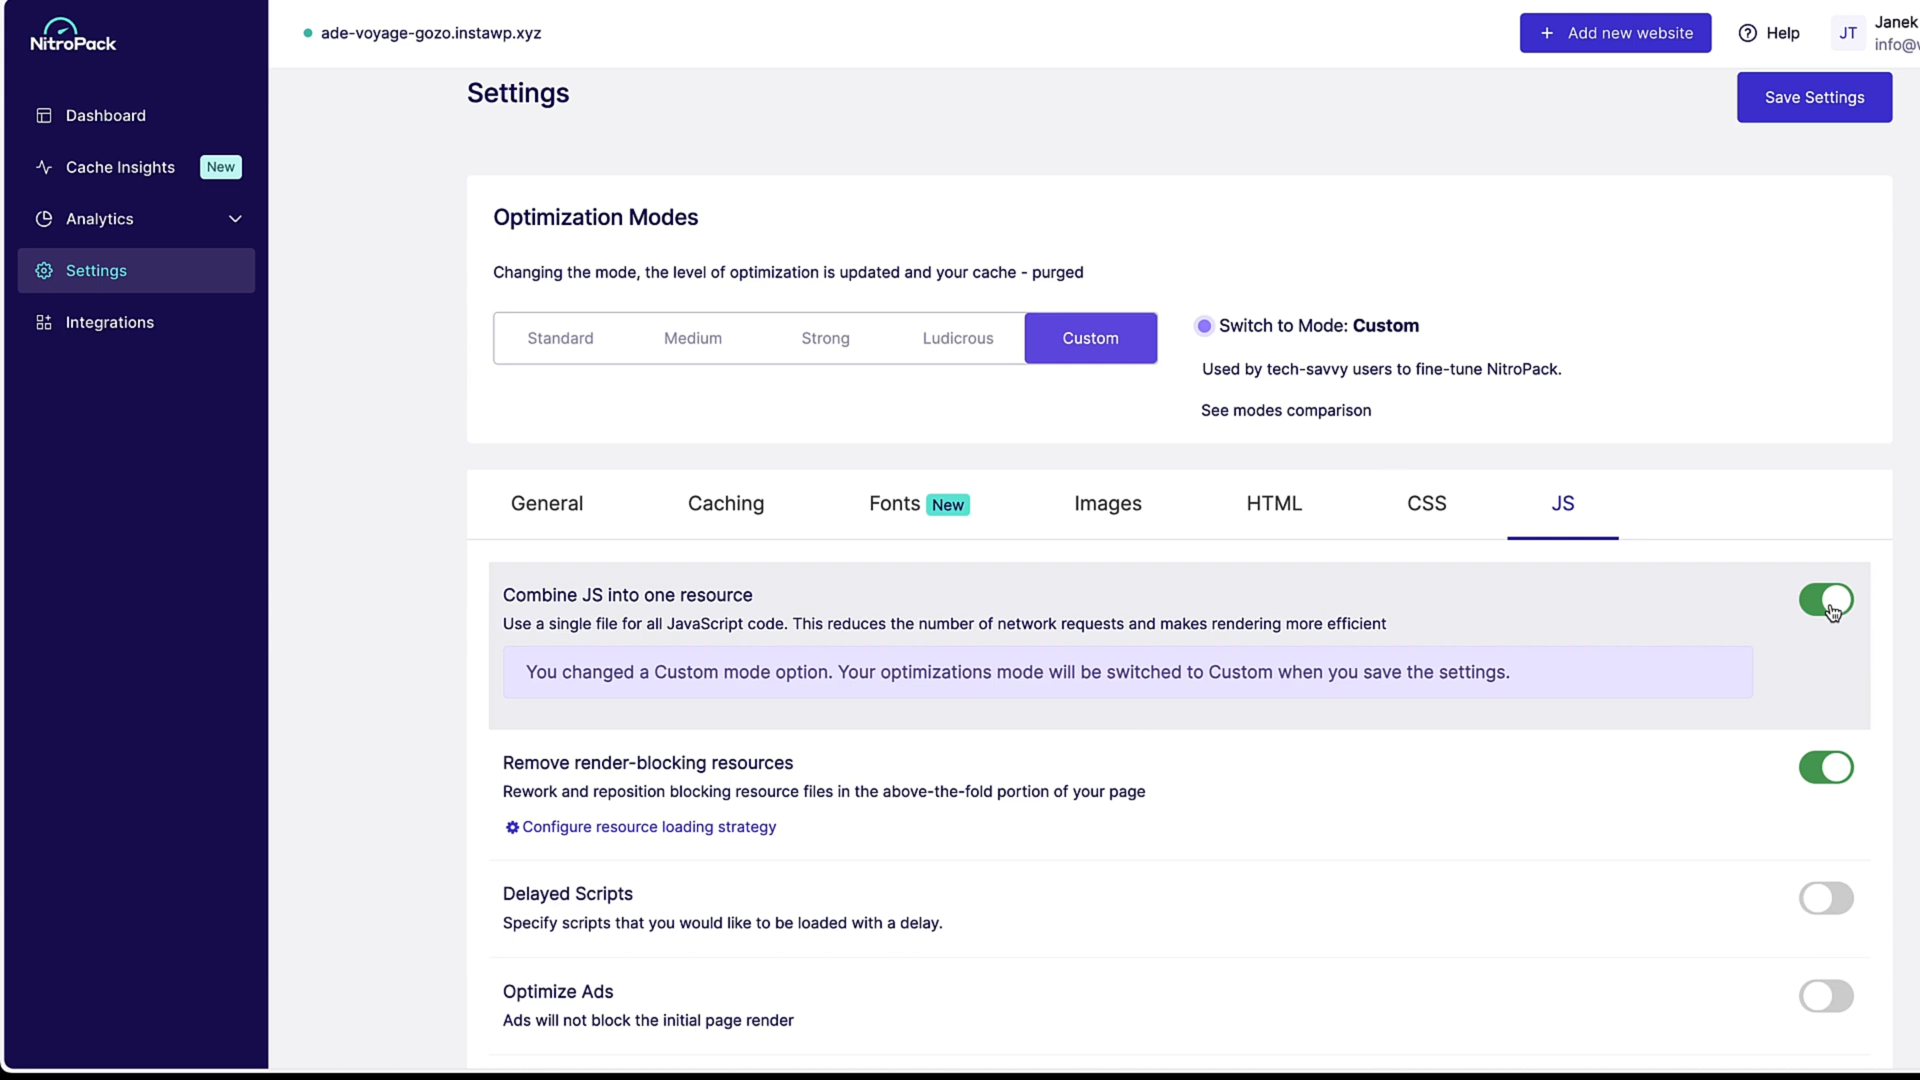 NitroPack
ade-voyage-gozo.instawp.xyz
+ Add new website
Help
JT
Janek
info@
Dashboard
Cache Insights New
Analytics
Settings
Integrations
Settings
Save Settings
Optimization Modes
Changing the mode, the level of optimization is updated and your cache - purged
Standard
Medium
Strong
Ludicrous
Custom
Switch to Mode: Custom
Used by tech-savvy users to fine-tune NitroPack.
See modes comparison
General
Caching
Fonts New
Images
HTML
CSS
JS
Combine JS into one resource
Use a single file for all JavaScript code. This reduces the number of network requests and makes rendering more efficient
You changed a Custom mode option. Your optimizations mode will be switched to Custom when you save the settings.
Remove render-blocking resources
Rework and reposition blocking resource files in the above-the-fold portion of your page
Configure resource loading strategy
Delayed Scripts
Specify scripts that you would like to be loaded with a delay.
Optimize Ads
Ads will not block the initial page render